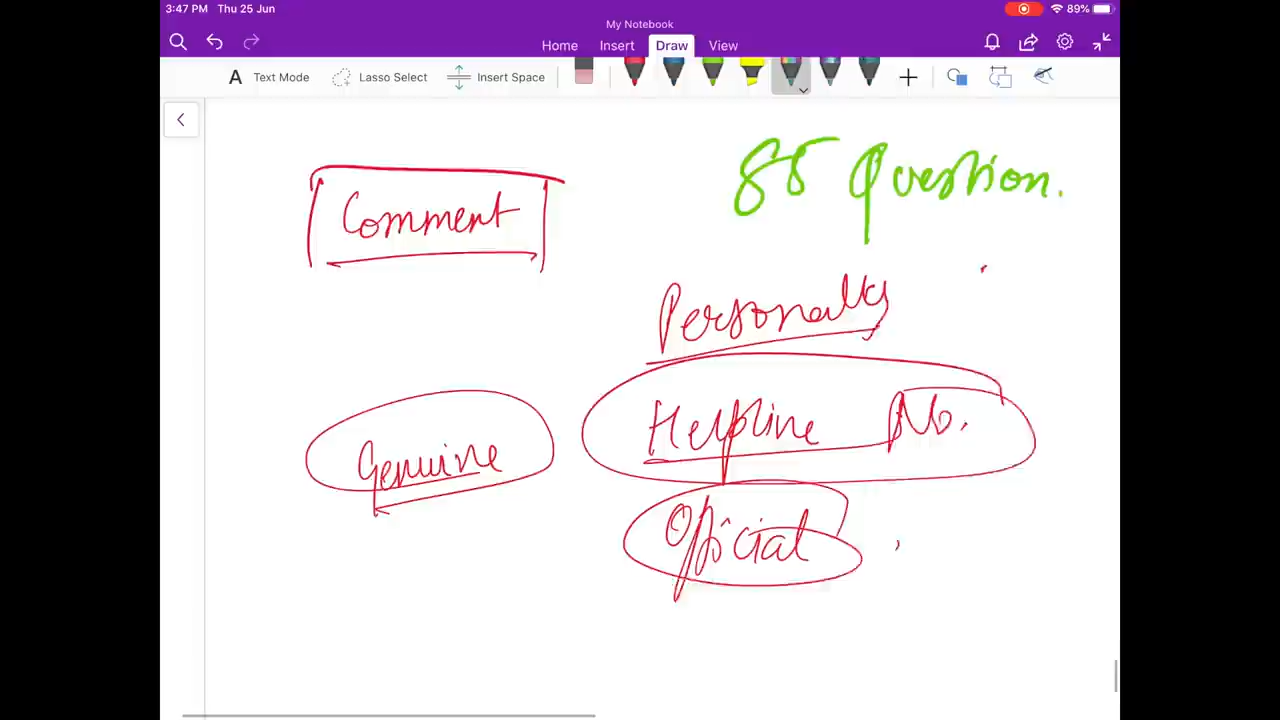 3:47 PM Thu 25 Jun 89%
My Notebook
Home Insert Draw View
A Text Mode Lasso Select Insert Space
88 Question.
Comment
Personally
Helpline No.
Genuine
Official